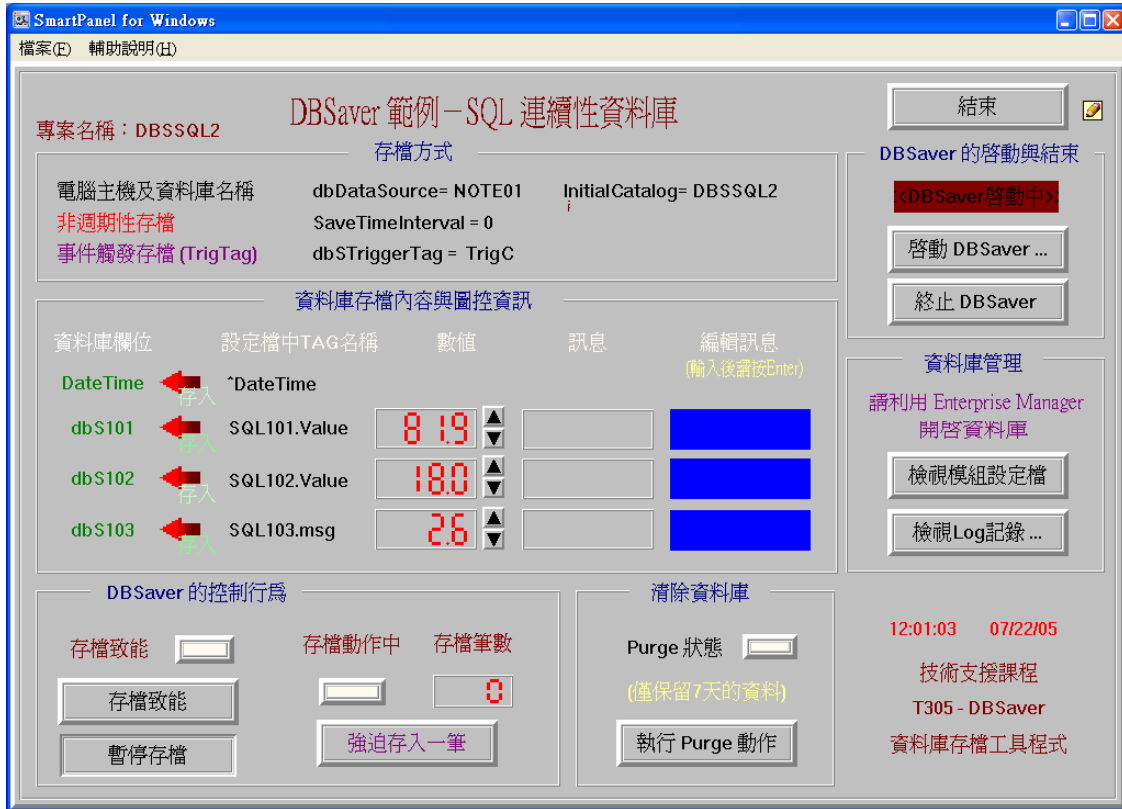 SmartPanel for Windows
檔案(F) 輔助說明(H)
DBSaver 範例－SQL 連續性資料庫
結束
專案名稱：DBSSQL2
存檔方式
電腦主機及資料庫名稱 dbDataSource= NOTE01 InitialCatalog= DBSSQL2
非週期性存檔 SaveTimeInterval = 0
事件觸發存檔 (TrigTag) dbSTriggerTag = TrigC
DBSaver 的啓動與結束
<<DBSaver啓動中>>
啓動 DBSaver ...
終止 DBSaver
資料庫存檔內容與圖控資訊
資料庫欄位 設定檔中TAG名稱 數值 訊息 編輯訊息
(輸入後請按Enter)
DateTime 存入 ^DateTime
dbS101 存入 SQL101.Value 81.9
dbS102 存入 SQL102.Value 18.0
dbS103 存入 SQL103.msg 2.6
資料庫管理
請利用 Enterprise Manager
開啓資料庫
檢視模組設定檔
檢視Log記錄 ...
DBSaver 的控制行爲
存檔致能 存檔動作中 存檔筆數
0
存檔致能
強迫存入一筆
暫停存檔
清除資料庫
Purge 狀態
(僅保留7天的資料)
執行 Purge 動作
12:01:03 07/22/05
技術支援課程
T305 - DBSaver
資料庫存檔工具程式